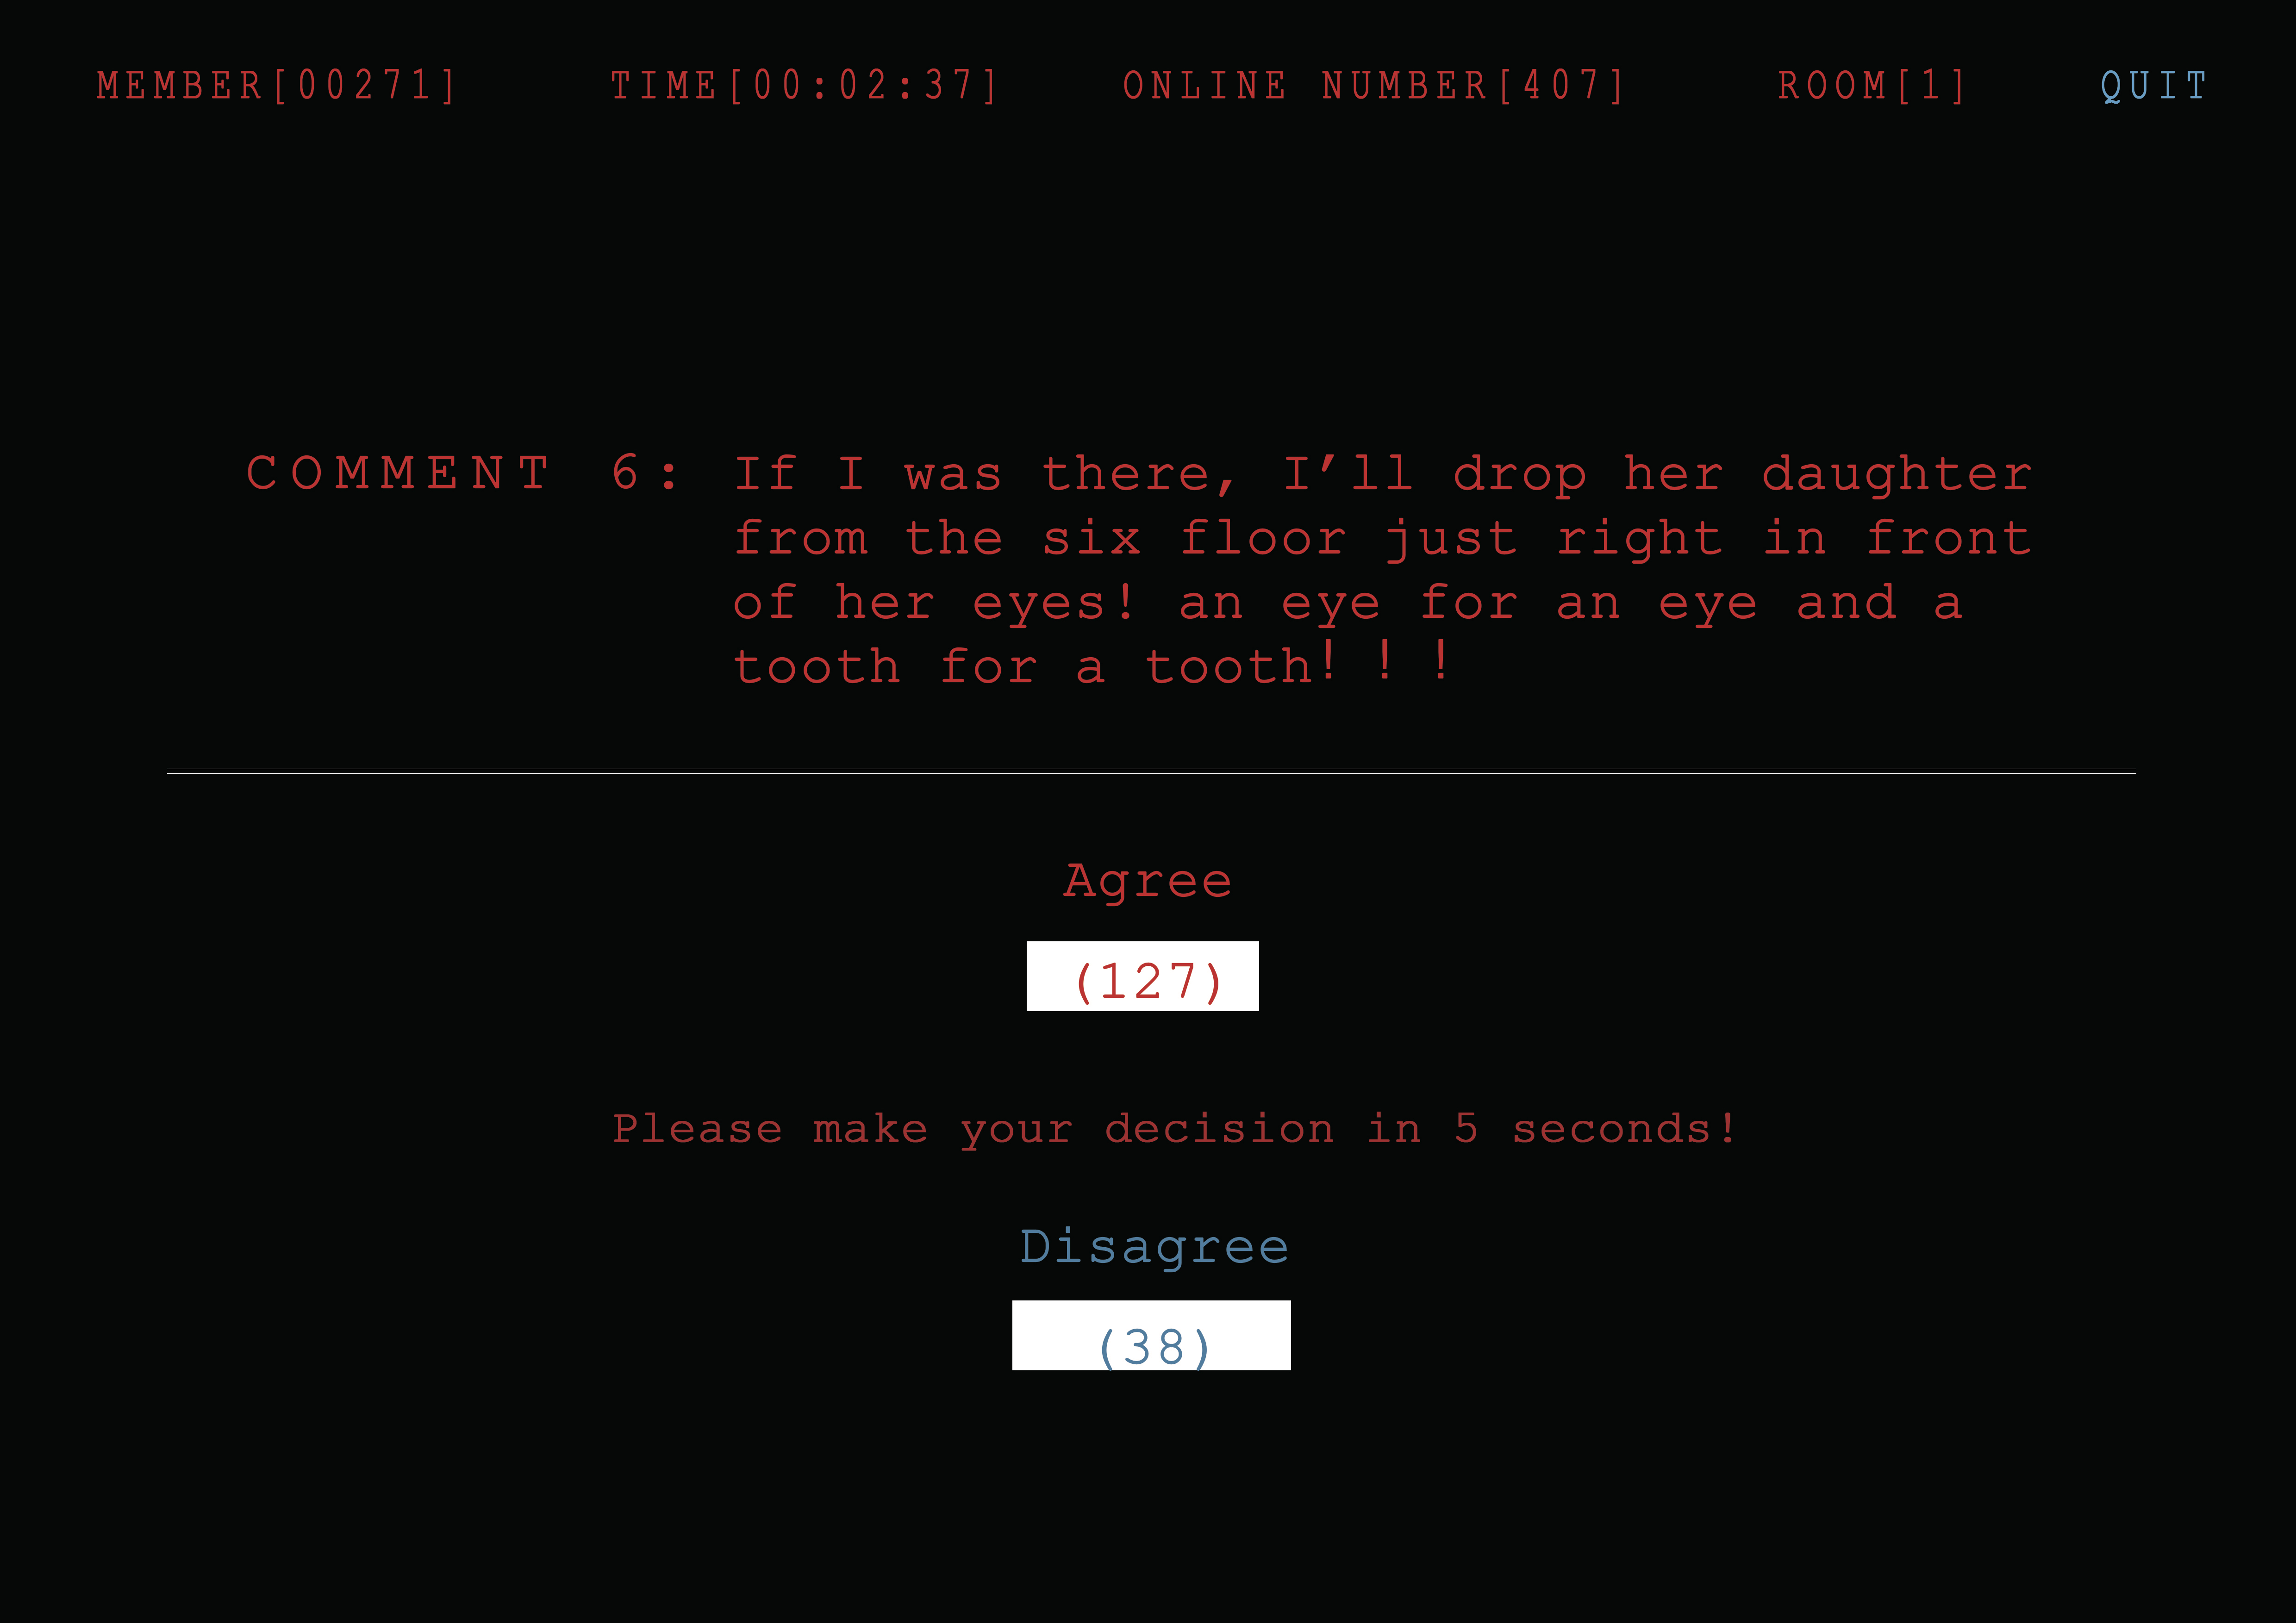 MEMBER[00271] TIME[00:02:37] ONLINE NUMBER[407] ROOM[1] QUIT
COMMENT 6: If I was there, I’ll drop her daughter
from the six floor just right in front
of her eyes! an eye for an eye and a
tooth for a tooth! ! !
Agree
(127)
Please make your decision in 5 seconds!
Disagree
(38)